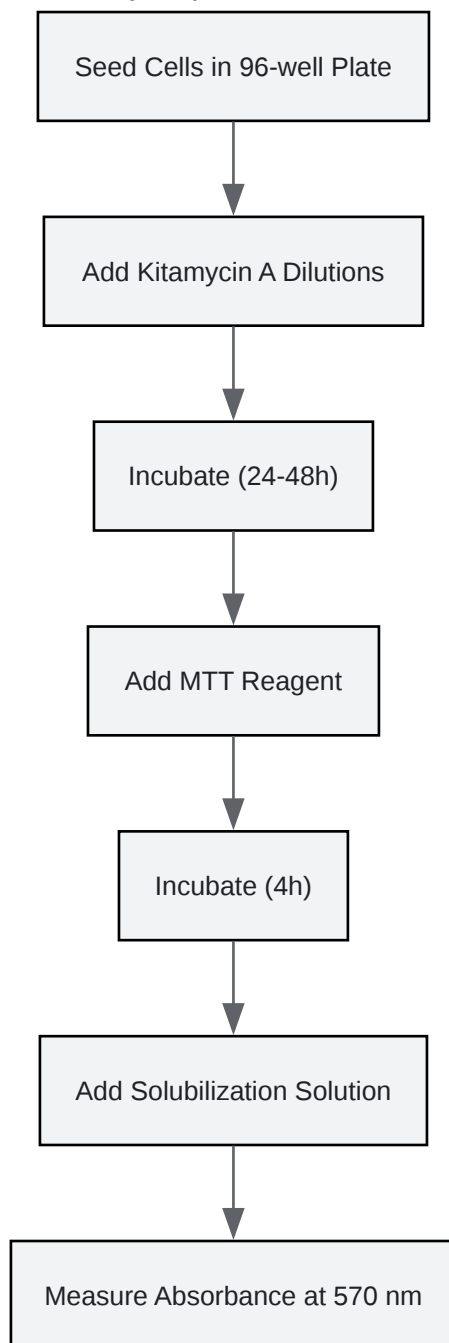 Seed Cells in 96-well Plate
Add Kitamycin A Dilutions
Incubate (24-48h)
Add MTT Reagent
Incubate (4h)
Add Solubilization Solution
Measure Absorbance at 570 nm